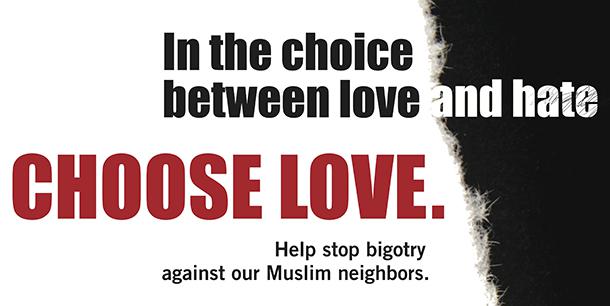 In the choice
between love and hate
CHOOSE LOVE.
Help stop bigotry
against our Muslim neighbors.